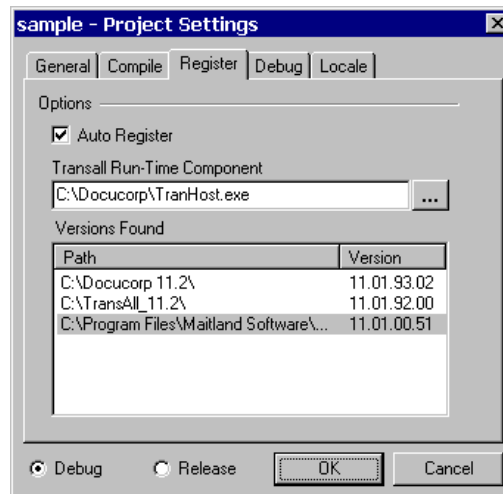 sample - Project Settings
General Compile Register Debug Locale
Options
Auto Register
Transall Run-Time Component
C:\Docucorp\TranHost.exe ...
Versions Found
Path Version
C:\Docucorp 11.2\ 11.01.93.02
C:\TransAll_11.2\ 11.01.92.00
C:\Program Files\Maitland Software\... 11.01.00.51
Debug Release OK Cancel